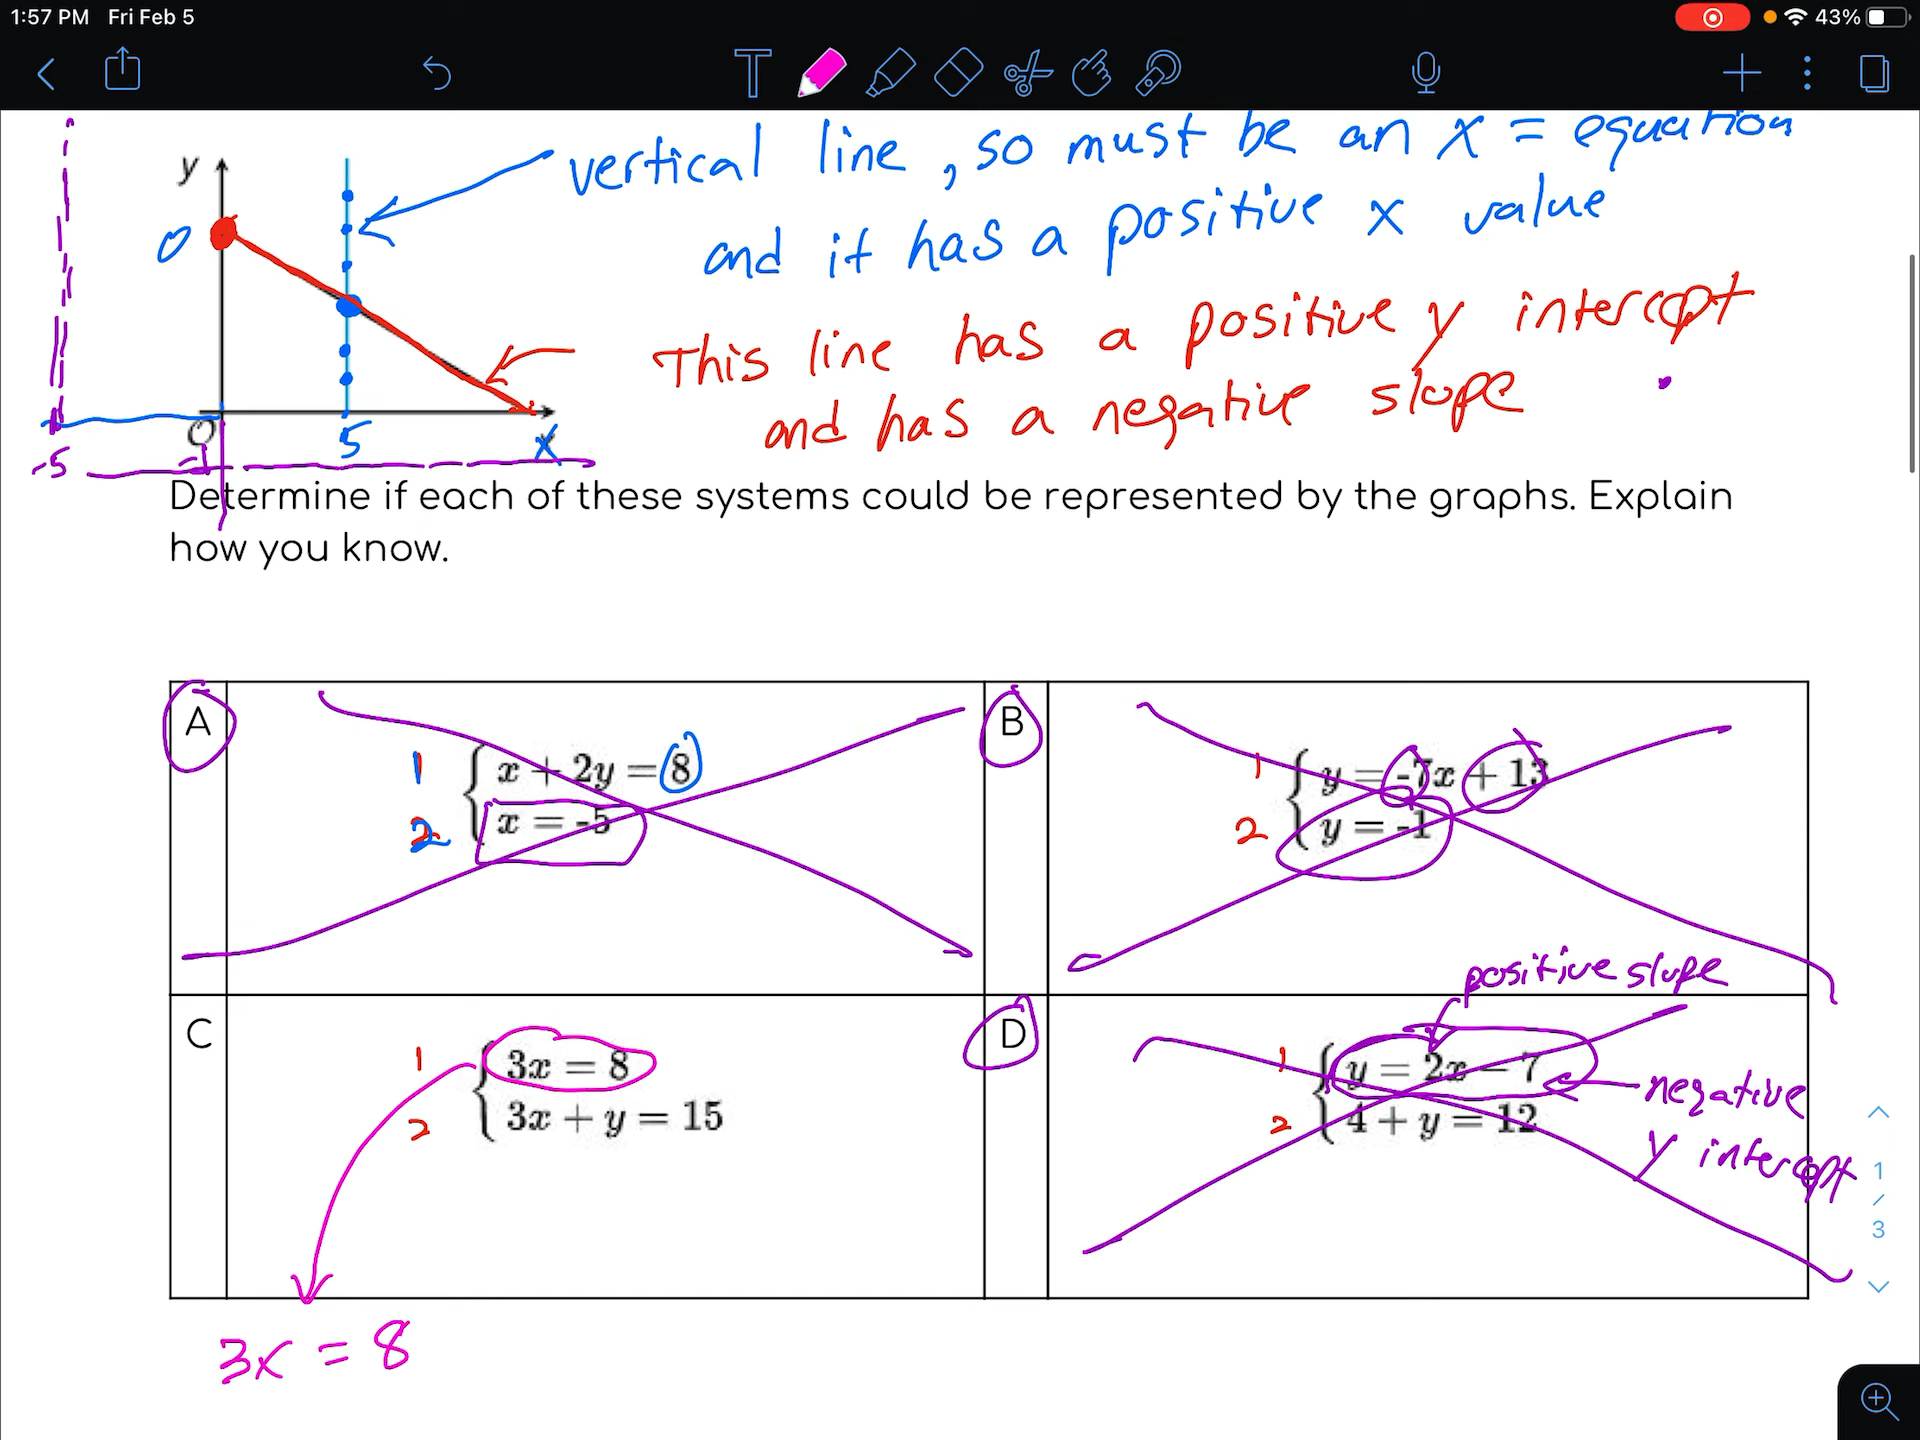 1:57 PM Fri Feb 5
43%
vertical line, so must be an x = equation
and it has a positive x value
This line has a positive y intercept
and has a negative slope
y
0
O
-1
5
x
-5
Determine if each of these systems could be represented by the graphs. Explain
how you know.
A
1 x + 2y = 8
2 x = -5
B
1 y = -7x + 13
2 y = -1
C
1 3x = 8
2 3x + y = 15
D
positive slope
1 y = 2x - 7
2 4 + y = 12
negative
y intercept
1
/
3
3x = 8